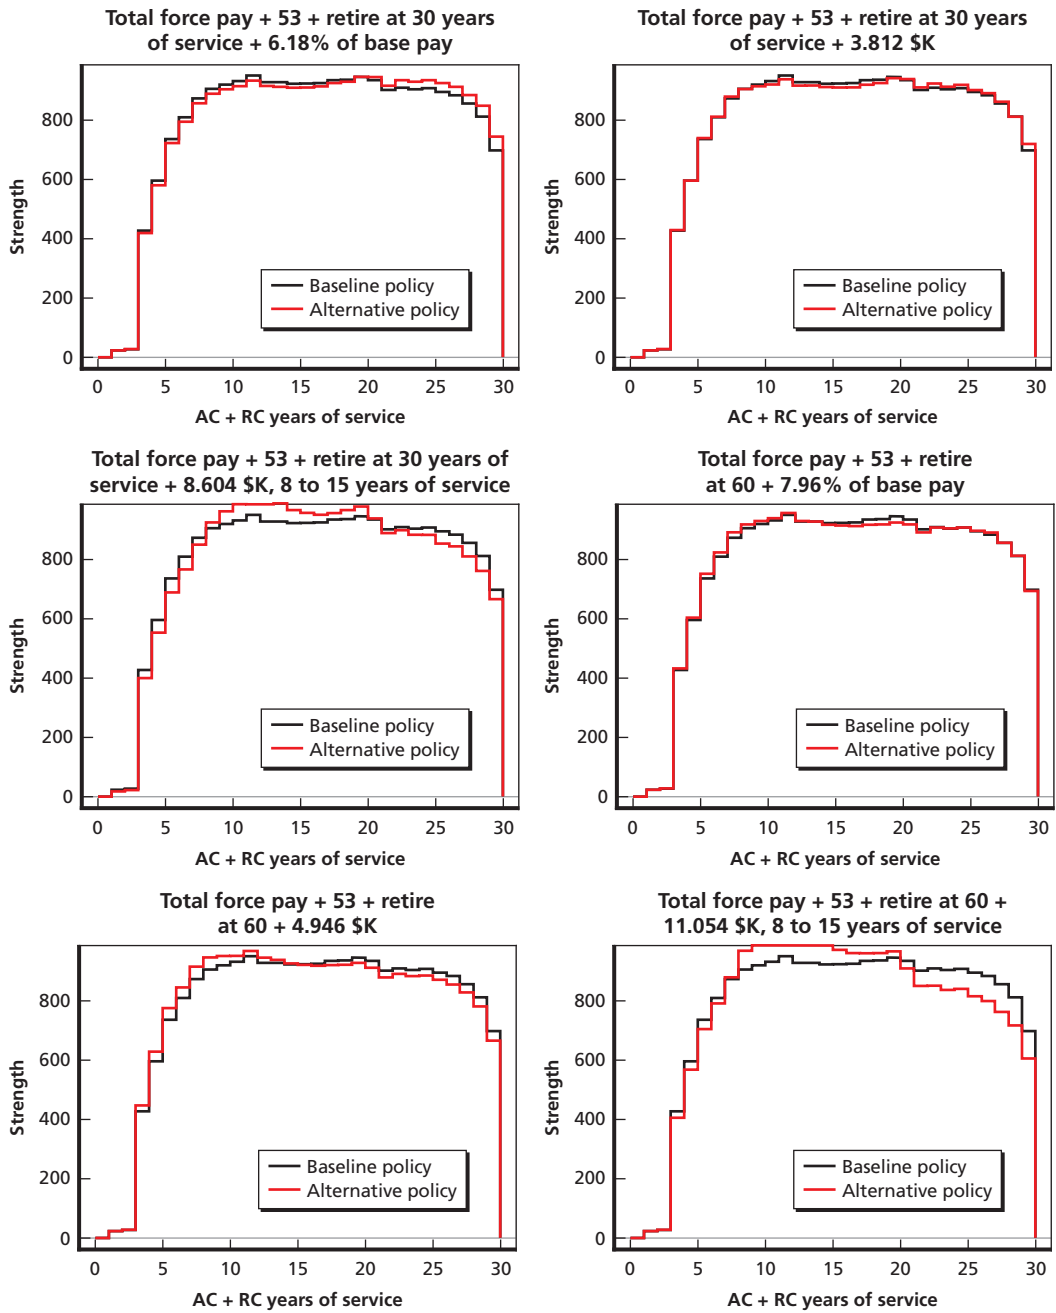 Total force pay + 53 + retire at 30 years
of service + 6.18% of base pay
Strength
800
600
400
200
0
Baseline policy
Alternative policy
0 5 10 15 20 25 30
AC + RC years of service
Total force pay + 53 + retire at 30 years
of service + 3.812 $K
Strength
800
600
400
200
0
Baseline policy
Alternative policy
0 5 10 15 20 25 30
AC + RC years of service
Total force pay + 53 + retire at 30 years of
service + 8.604 $K, 8 to 15 years of service
Strength
800
600
400
200
0
Baseline policy
Alternative policy
0 5 10 15 20 25 30
AC + RC years of service
Total force pay + 53 + retire
at 60 + 7.96% of base pay
Strength
800
600
400
200
0
Baseline policy
Alternative policy
0 5 10 15 20 25 30
AC + RC years of service
Total force pay + 53 + retire
at 60 + 4.946 $K
Strength
800
600
400
200
0
Baseline policy
Alternative policy
0 5 10 15 20 25 30
AC + RC years of service
Total force pay + 53 + retire at 60 +
11.054 $K, 8 to 15 years of service
Strength
800
600
400
200
0
Baseline policy
Alternative policy
0 5 10 15 20 25 30
AC + RC years of service